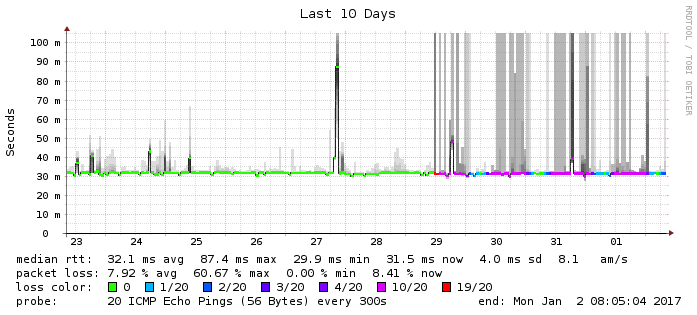 Last 10 Days
RRDTOOL / TOBI OETIKER
Seconds
100 m
90 m
80 m
70 m
60 m
50 m
40 m
30 m
20 m
10 m
0
23 24 25 26 27 28 29 30 31 01
median rtt: 32.1 ms avg 87.4 ms max 29.9 ms min 31.5 ms now 4.0 ms sd 8.1 am/s
packet loss: 7.92 % avg 60.67 % max 0.00 % min 8.41 % now
loss color: 0 1/20 2/20 3/20 4/20 10/20 19/20
probe: 20 ICMP Echo Pings (56 Bytes) every 300s end: Mon Jan 2 08:05:04 2017